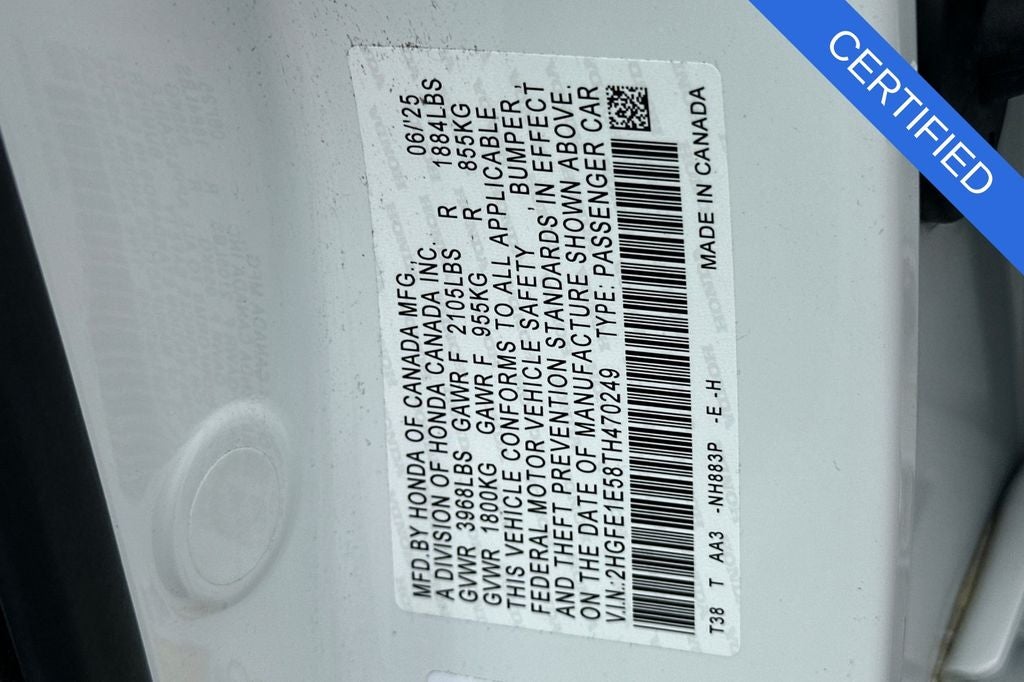 CERTIFIED
MFD.BY HONDA OF CANADA MFG., 06/'25
A DIVISION OF HONDA CANADA INC.
GVWR 3968LBS GAWR F 2105LBS R 1884LBS
GVWR 1800KG GAWR F 955KG R 855KG
THIS VEHICLE CONFORMS TO ALL APPLICABLE
FEDERAL MOTOR VEHICLE SAFETY , BUMPER ,
AND THEFT PREVENTION STANDARDS IN EFFECT
ON THE DATE OF MANUFACTURE SHOWN ABOVE.
V.I.N.:2HGFE1E58TH470249 TYPE: PASSENGER CAR
T38 T AA3 -NH883P -E -H MADE IN CANADA